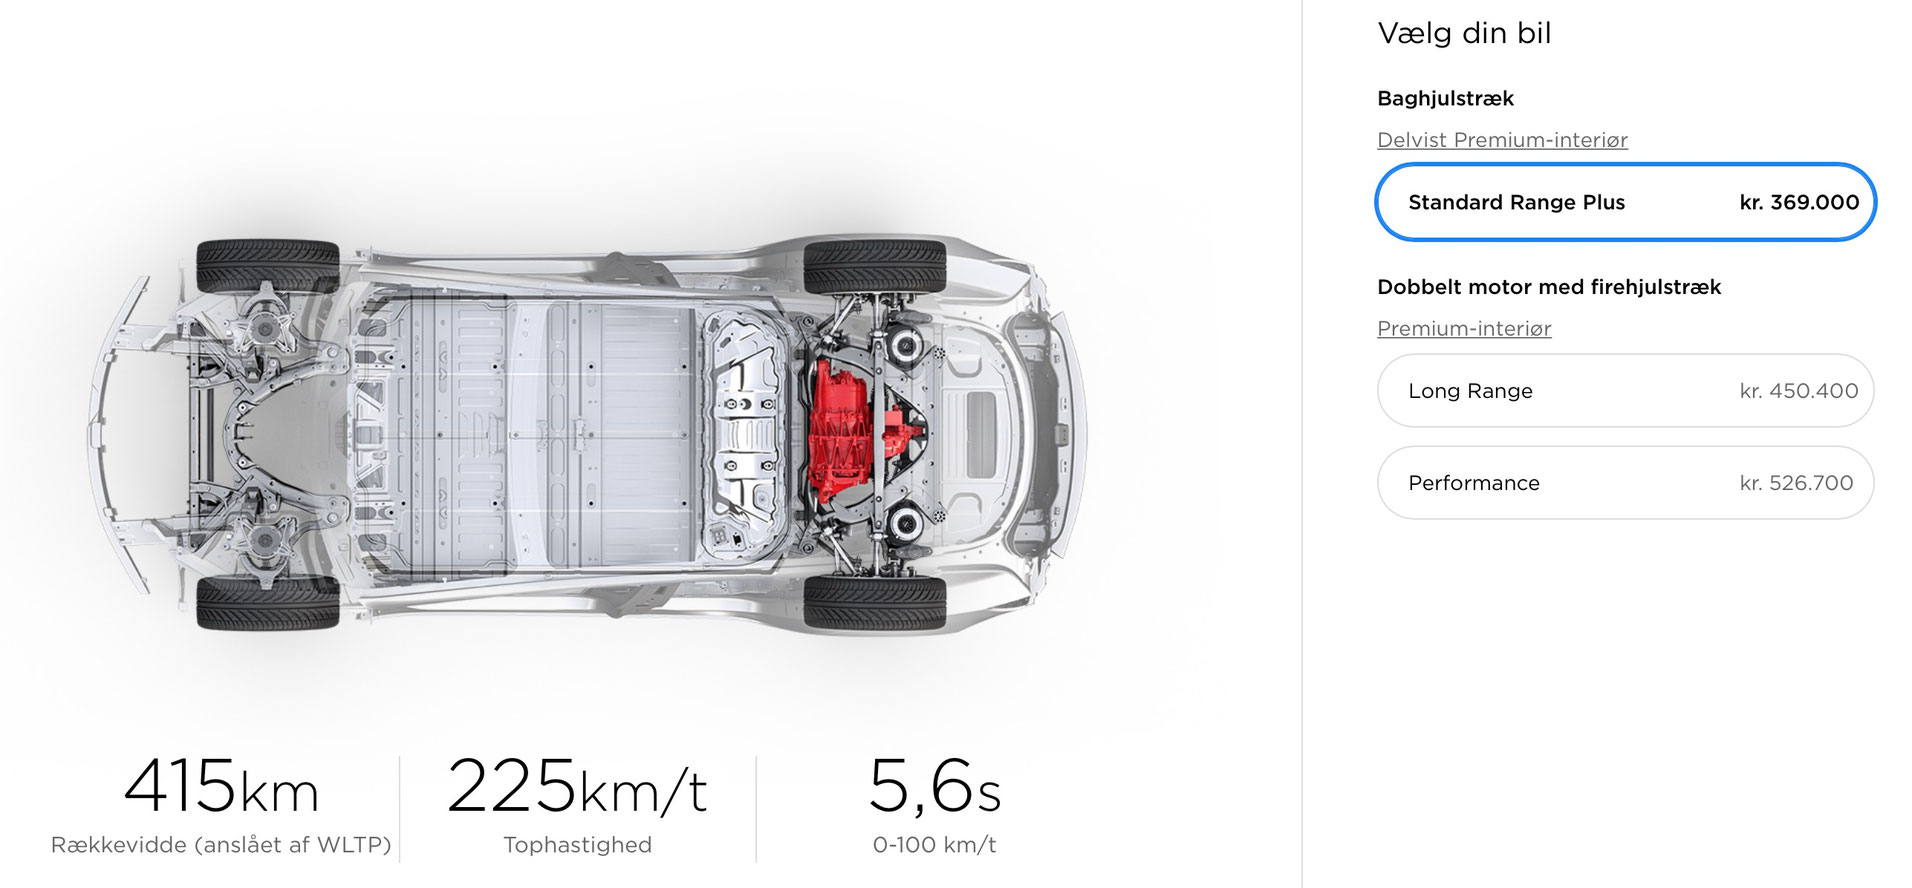 Vælg din bil
Baghjulstræk
Delvist Premium-interiør
Standard Range Plus kr. 369.000
Dobbelt motor med firehjulstræk
Premium-interiør
Long Range kr. 450.400
Performance kr. 526.700
415km 225km/t 5,6s
Rækkevidde (anslået af WLTP) Tophastighed 0-100 km/t